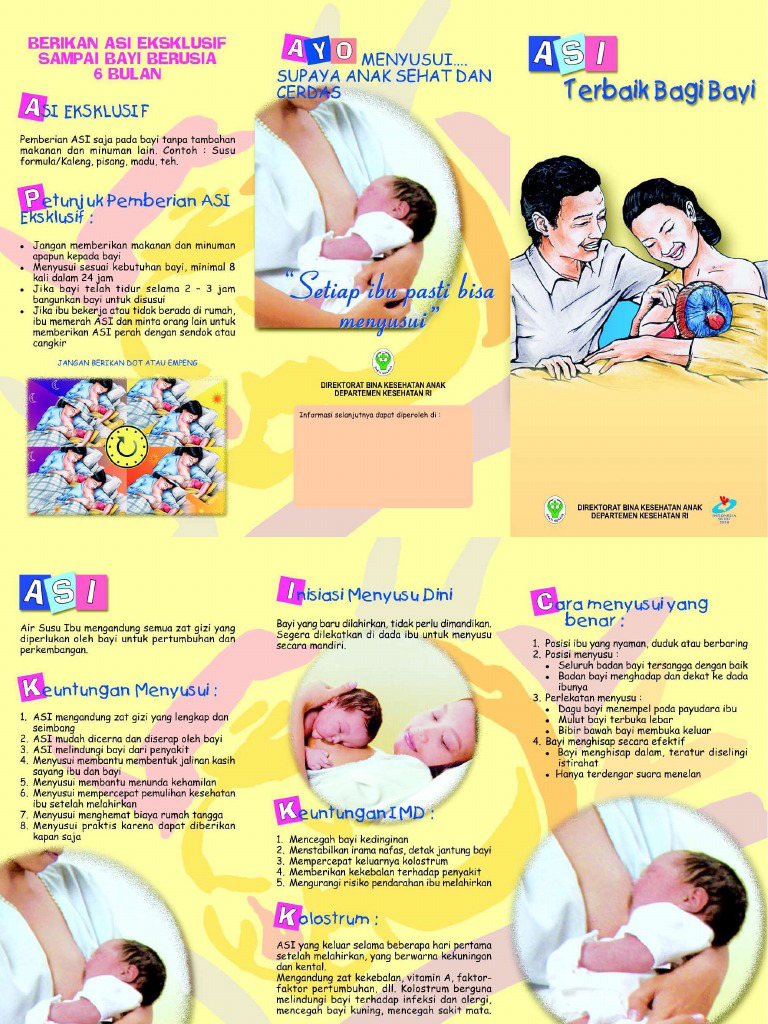 BERIKAN ASI EKSKLUSIF
SAMPAI BAYI BERUSIA
6 BULAN
ASI EKSKLUSIF
Pemberian ASI saja pada bayi tanpa tambahan
makanan dan minuman lain. Contoh : Susu
formula/Kaleng, pisang, madu, teh.
Petunjuk Pemberian ASI
Eksklusif :
• Jangan memberikan makanan dan minuman
apapun kepada bayi
• Menyusui sesuai kebutuhan bayi, minimal 8
kali dalam 24 jam
• Jika bayi telah tidur selama 2 – 3 jam
bangunkan bayi untuk disusui
• Jika ibu bekerja atau tidak berada di rumah,
ibu memerah ASI dan minta orang lain untuk
memberikan ASI perah dengan sendok atau
cangkir
JANGAN BERIKAN DOT ATAU EMPENG
AYO MENYUSUI....
SUPAYA ANAK SEHAT DAN
CERDAS
“Setiap ibu pasti bisa
menyusui”
DIREKTORAT BINA KESEHATAN ANAK
DEPARTEMEN KESEHATAN RI
Informasi selanjutnya dapat diperoleh di :
ASI
Terbaik Bagi Bayi
DIREKTORAT BINA KESEHATAN ANAK
DEPARTEMEN KESEHATAN RI
ASI
Air Susu Ibu mengandung semua zat gizi yang
diperlukan oleh bayi untuk pertumbuhan dan
perkembangan.
Keuntungan Menyusui :
1. ASI mengandung zat gizi yang lengkap dan
seimbang
2. ASI mudah dicerna dan diserap oleh bayi
3. ASI melindungi bayi dari penyakit
4. Menyusui membantu membentuk jalinan kasih
sayang ibu dan bayi
5. Menyusui membantu menunda kehamilan
6. Menyusui mempercepat pemulihan kesehatan
ibu setelah melahirkan
7. Menyusui menghemat biaya rumah tangga
8. Menyusui praktis karena dapat diberikan
kapan saja
Inisiasi Menyusu Dini
Bayi yang baru dilahirkan, tidak perlu dimandikan.
Segera dilekatkan di dada ibu untuk menyusu
secara mandiri.
Keuntungan IMD :
1. Mencegah bayi kedinginan
2. Menstabilkan irama nafas, detak jantung bayi
3. Mempercepat keluarnya kolostrum
4. Memberikan kekebalan terhadap penyakit
5. Mengurangi risiko pendarahan ibu melahirkan
Kolostrum :
ASI yang keluar selama beberapa hari pertama
setelah melahirkan, yang berwarna kekuningan
dan kental.
Mengandung zat kekebalan, vitamin A, faktor-
faktor pertumbuhan, dll. Kolostrum berguna
melindungi bayi terhadap infeksi dan alergi,
mencegah bayi kuning, mencegah sakit mata.
Cara menyusui yang
benar :
1. Posisi ibu yang nyaman, duduk atau berbaring
2. Posisi menyusu :
• Seluruh badan bayi tersangga dengan baik
• Badan bayi menghadap dan dekat ke dada
ibunya
3. Perlekatan menyusu :
• Dagu bayi menempel pada payudara ibu
• Mulut bayi terbuka lebar
• Bibir bawah bayi membuka keluar
4. Bayi menghisap secara efektif
• Bayi menghisap dalam, teratur diselingi
istirahat
• Hanya terdengar suara menelan